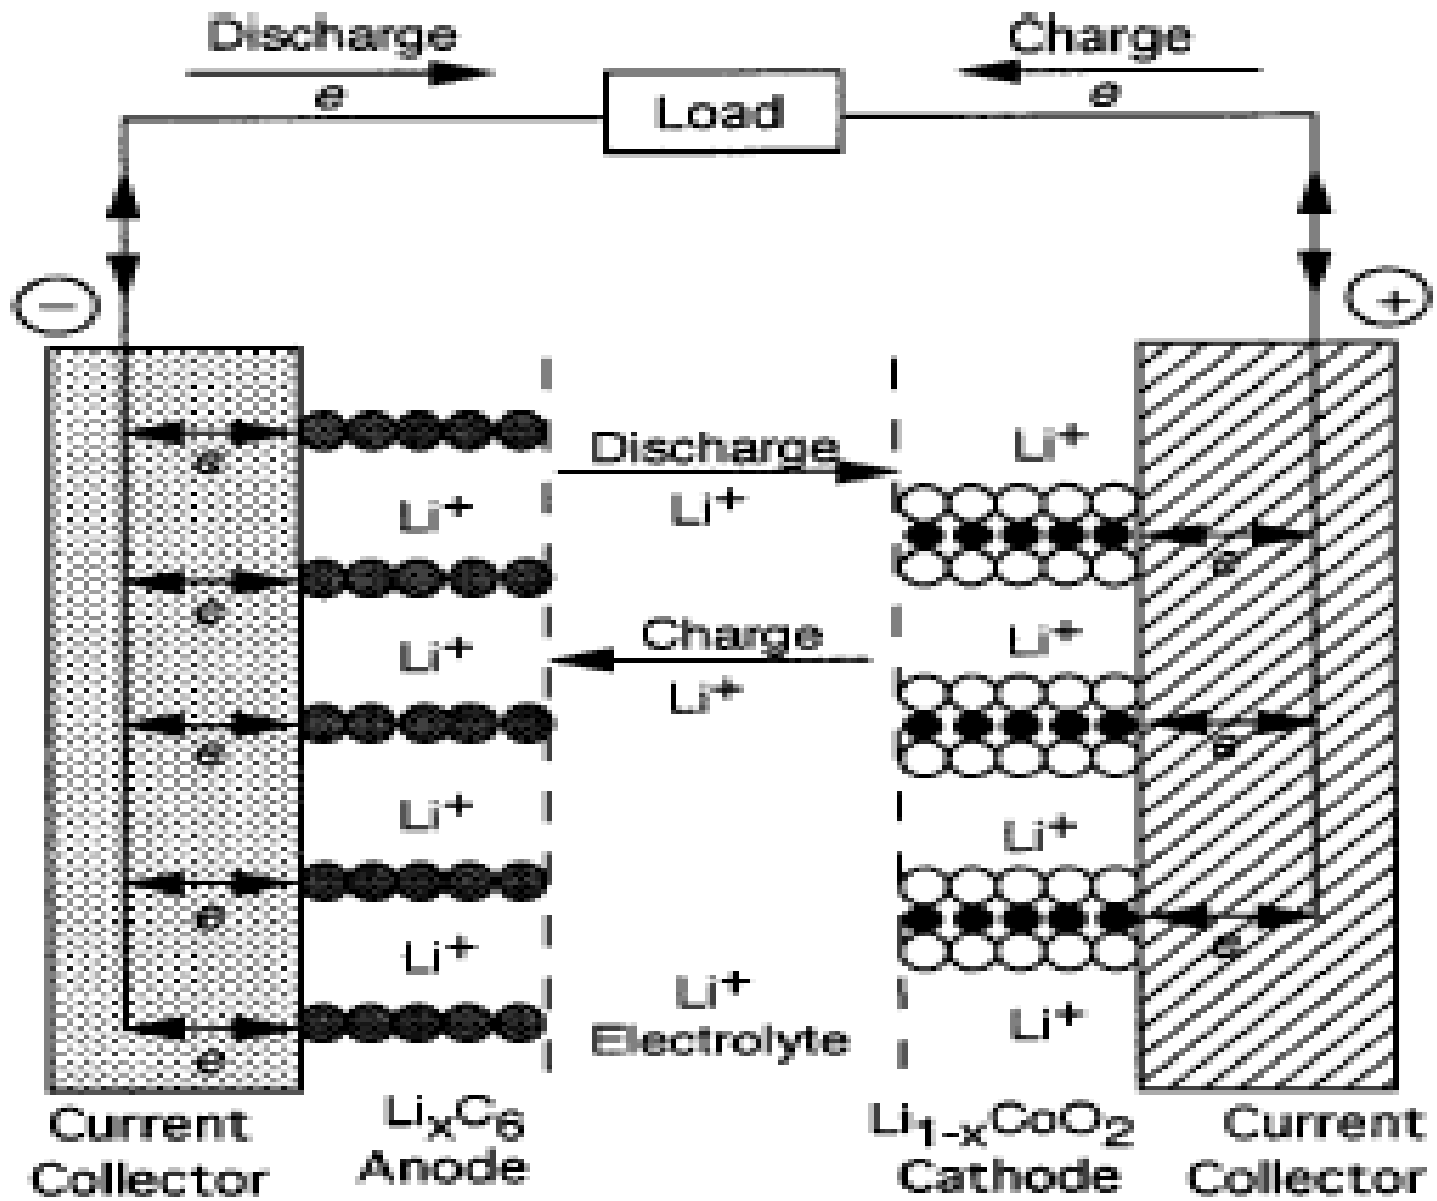 Discharge
e
Charge
e
Load
−
+
e
e
e
e
e
Li⁺
Li⁺
Li⁺
Li⁺
Discharge
Li⁺
Charge
Li⁺
Li⁺
Electrolyte
Li⁺
Li⁺
Li⁺
Li⁺
e
e
e
Current
Collector
LiₓC₆
Anode
Li₁₋ₓCoO₂
Cathode
Current
Collector